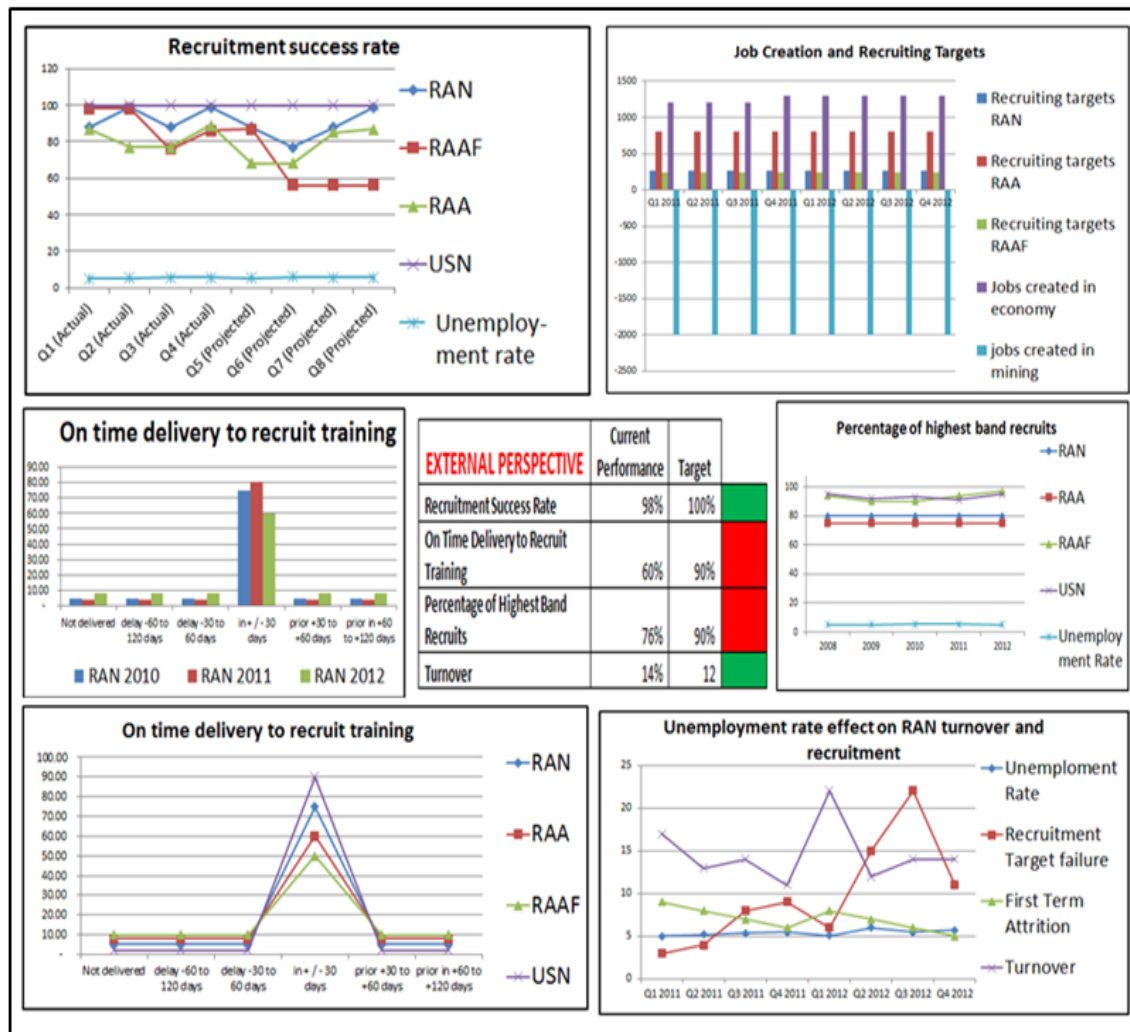 Recruitment success rate
120
100
80
60
40
20
0
Q1 (Actual)
Q2 (Actual)
Q3 (Actual)
Q4 (Actual)
Q5 (Projected)
Q6 (Projected)
Q7 (Projected)
Q8 (Projected)
RAN
RAAF
RAA
USN
Unemploy-
ment rate
Job Creation and Recruiting Targets
1500
1000
500
0
-500
-1000
-1500
-2000
-2500
Q1 2011 Q2 2011 Q3 2011 Q4 2011 Q1 2012 Q2 2012 Q3 2012 Q4 2012
Recruiting targets
RAN
Recruiting targets
RAA
Recruiting targets
RAAF
Jobs created in
economy
jobs created in
mining
On time delivery to recruit training
90.00
80.00
70.00
60.00
50.00
40.00
30.00
20.00
10.00
-
Not delivered delay -60 to delay -30 to in + / - 30 prior +30 to prior in +60
120 days 60 days days +60 days to +120 days
RAN 2010 RAN 2011 RAN 2012
Current
EXTERNAL PERSPECTIVE Performance Target
Recruitment Success Rate 98% 100%
On Time Delivery to Recruit
Training 60% 90%
Percentage of Highest Band
Recruits 76% 90%
Turnover 14% 12
Percentage of highest band recruits
100
80
60
40
20
0
2008 2009 2010 2011 2012
RAN
RAA
RAAF
USN
Unemploy
ment Rate
On time delivery to recruit training
100.00
90.00
80.00
70.00
60.00
50.00
40.00
30.00
20.00
10.00
-
Not delivered delay -60 to delay -30 to in + / - 30 prior +30 to prior in +60 to
120 days 60 days days +60 days +120 days
RAN
RAA
RAAF
USN
Unemployment rate effect on RAN turnover and
recruitment
25
20
15
10
5
0
Q1 2011 Q2 2011 Q3 2011 Q4 2011 Q1 2012 Q2 2012 Q3 2012 Q4 2012
Unemploment
Rate
Recruitment
Target failure
First Term
Attrition
Turnover